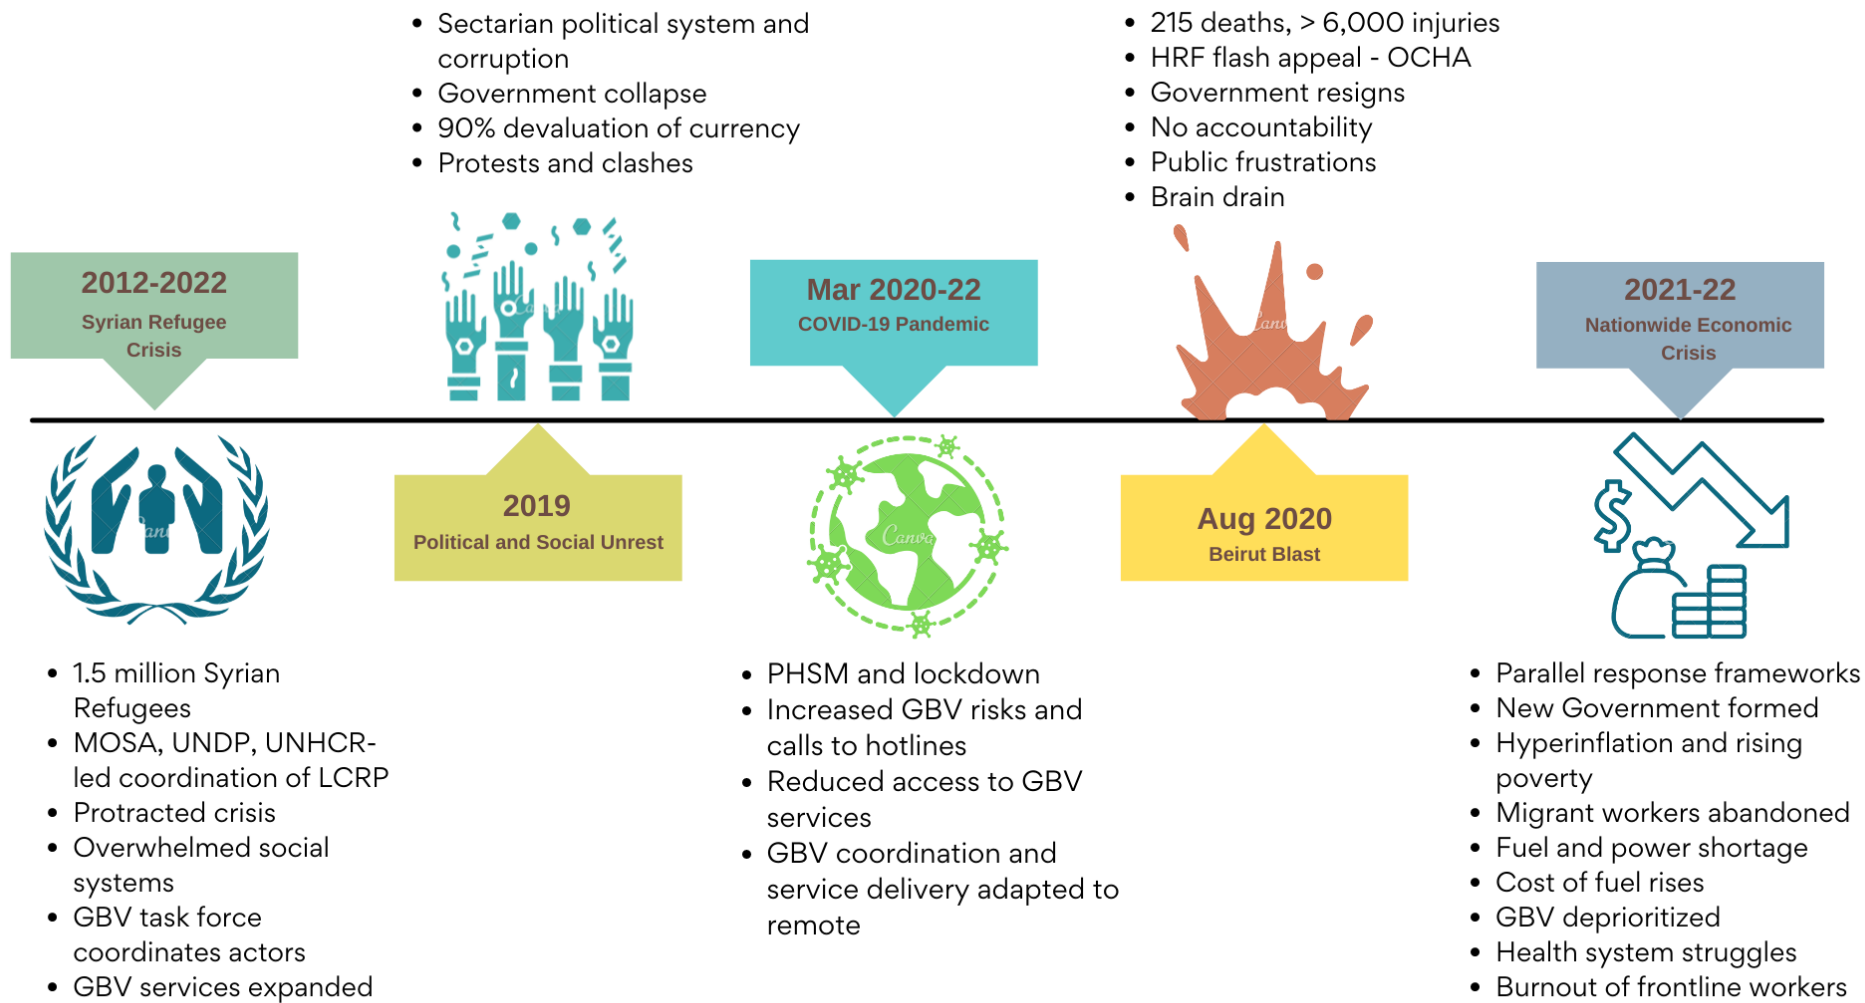 • Sectarian political system and
corruption
• Government collapse
• 90% devaluation of currency
• Protests and clashes
• 215 deaths, > 6,000 injuries
• HRF flash appeal - OCHA
• Government resigns
• No accountability
• Public frustrations
• Brain drain
2012-2022
Syrian Refugee
Crisis
Mar 2020-22
COVID-19 Pandemic
2021-22
Nationwide Economic
Crisis
2019
Political and Social Unrest
Aug 2020
Beirut Blast
Canva
• 1.5 million Syrian
Refugees
• MOSA, UNDP, UNHCR-
led coordination of LCRP
• Protracted crisis
• Overwhelmed social
systems
• GBV task force
coordinates actors
• GBV services expanded
• PHSM and lockdown
• Increased GBV risks and
calls to hotlines
• Reduced access to GBV
services
• GBV coordination and
service delivery adapted to
remote
• Parallel response frameworks
• New Government formed
• Hyperinflation and rising
poverty
• Migrant workers abandoned
• Fuel and power shortage
• Cost of fuel rises
• GBV deprioritized
• Health system struggles
• Burnout of frontline workers